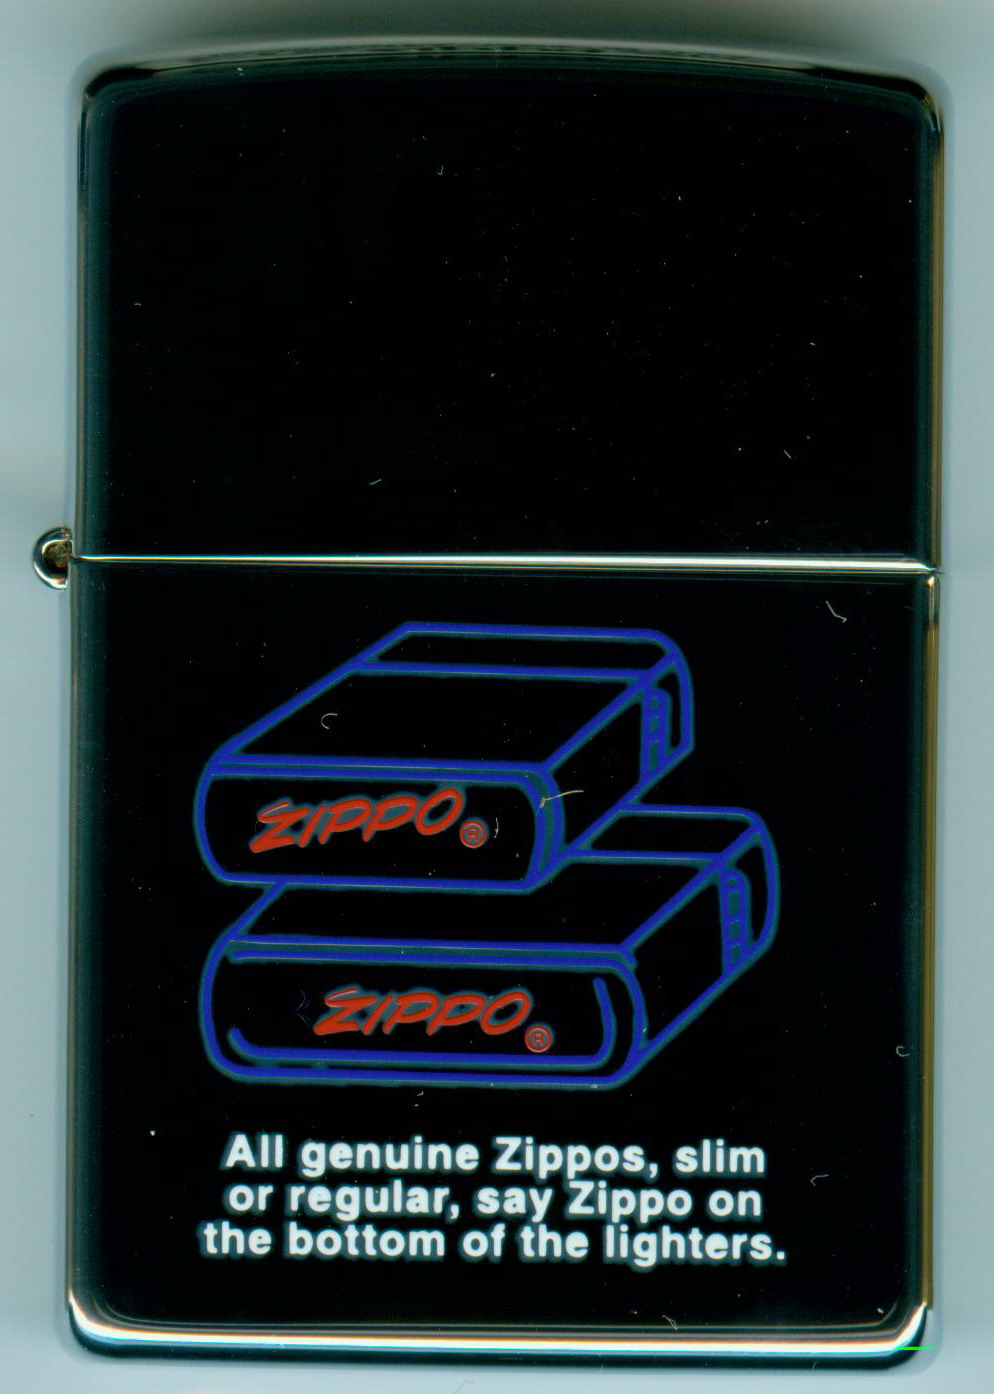 ZIPPO®
ZIPPO®
All genuine Zippos, slim
or regular, say Zippo on
the bottom of the lighters.